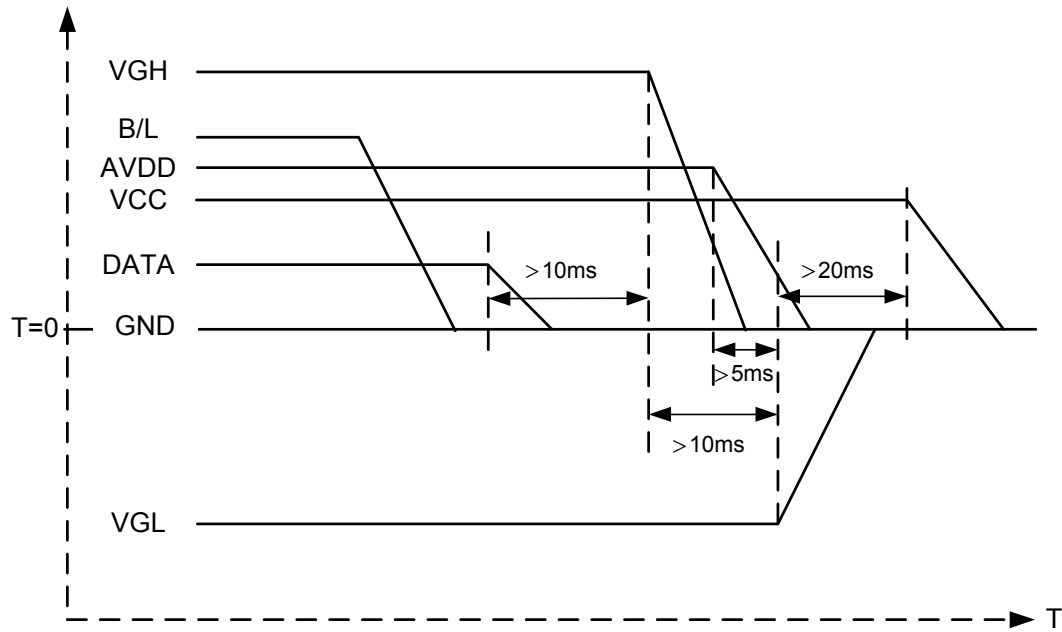 VGH
B/L
AVDD
VCC
DATA
>10ms
>20ms
T=0
GND
>5ms
>10ms
VGL
T